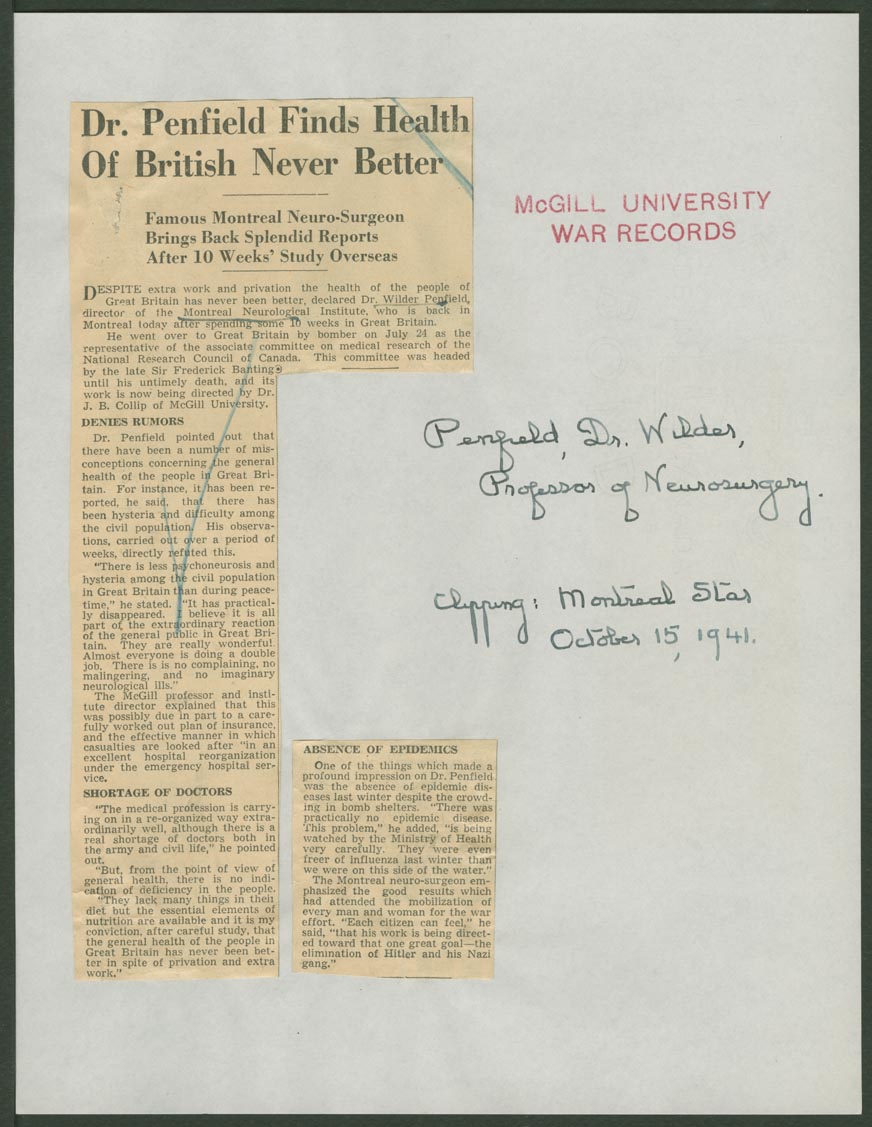 Dr. Penfield Finds Health
Of British Never Better
Famous Montreal Neuro-Surgeon
Brings Back Splendid Reports
After 10 Weeks' Study Overseas
DESPITE extra work and privation the health of the people of
Great Britain has never been better, declared Dr. Wilder Penfield,
director of the Montreal Neurological Institute, who is back in
Montreal today after spending some 10 weeks in Great Britain.
He went over to Great Britain by bomber on July 24 as the
representative of the associate committee on medical research of the
National Research Council of Canada. This committee was headed
by the late Sir Frederick Banting
until his untimely death, and its
work is now being directed by Dr.
J. B. Collip of McGill University.
DENIES RUMORS
Dr. Penfield pointed out that
there have been a number of mis-
conceptions concerning the general
health of the people in Great Bri-
tain. For instance, it has been re-
ported, he said, that there has
been hysteria and difficulty among
the civil population. His observa-
tions, carried out over a period of
weeks, directly refuted this.
"There is less psychoneurosis and
hysteria among the civil population
in Great Britain than during peace-
time," he stated. "It has practical-
ly disappeared. I believe it is all
part of the extraordinary reaction
of the general public in Great Bri-
tain. They are really wonderful.
Almost everyone is doing a double
job. There is is no complaining, no
malingering, and no imaginary
neurological ills."
The McGill professor and insti-
tute director explained that this
was possibly due in part to a care-
fully worked out plan of insurance,
and the effective manner in which
casualties are looked after "in an
excellent hospital reorganization
under the emergency hospital ser-
vice.
SHORTAGE OF DOCTORS
"The medical profession is carry-
ing on in a re-organized way extra-
ordinarily well, although there is a
real shortage of doctors both in
the army and civil life," he pointed
out.
"But, from the point of view of
general health, there is no indi-
cation of deficiency in the people.
"They lack many things in their
diet but the essential elements of
nutrition are available and it is my
conviction, after careful study, that
the general health of the people in
Great Britain has never been bet-
ter in spite of privation and extra
work."
ABSENCE OF EPIDEMICS
One of the things which made a
profound impression on Dr. Penfield
was the absence of epidemic dis-
eases last winter despite the crowd-
ing in bomb shelters. "There was
practically no epidemic disease.
This problem," he added, "is being
watched by the Ministry of Health
very carefully. They were even
freer of influenza last winter than
we were on this side of the water."
The Montreal neuro-surgeon em-
phasized the good results which
had attended the mobilization of
every man and woman for the war
effort. "Each citizen can feel," he
said, "that his work is being direct-
ed toward that one great goal—the
elimination of Hitler and his Nazi
gang."
McGILL UNIVERSITY
WAR RECORDS
Penfield, Dr. Wilder,
Professor of Neurosurgery.
Clipping: Montreal Star
October 15, 1941.